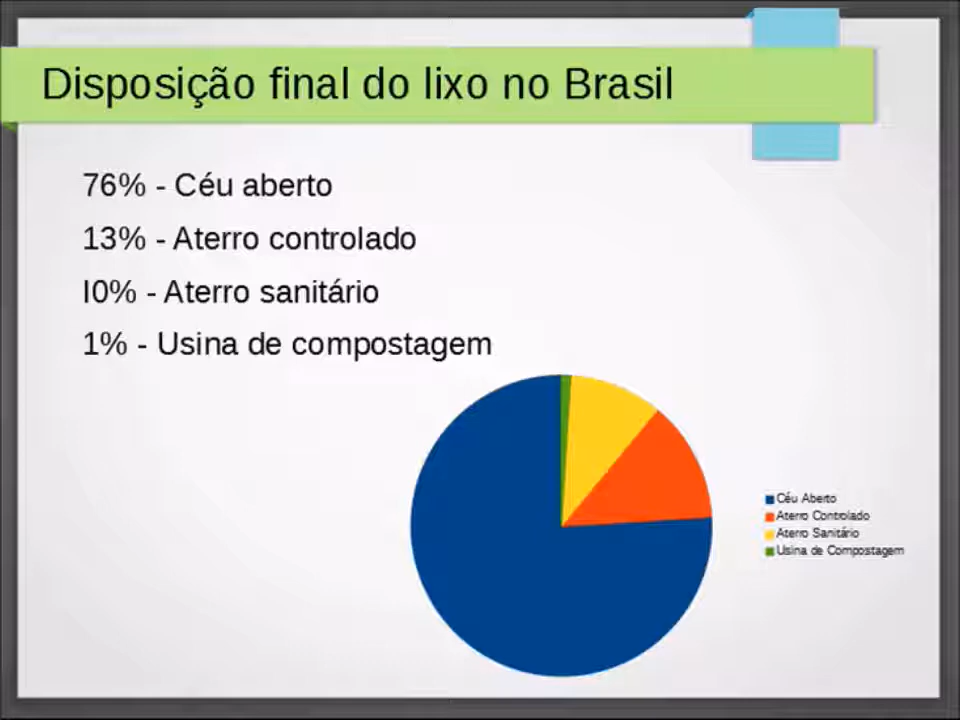 Disposição final do lixo no Brasil
76% - Céu aberto
13% - Aterro controlado
I0% - Aterro sanitário
1% - Usina de compostagem
Céu Aberto
Aterro Controlado
Aterro Sanitário
Usina de Compostagem